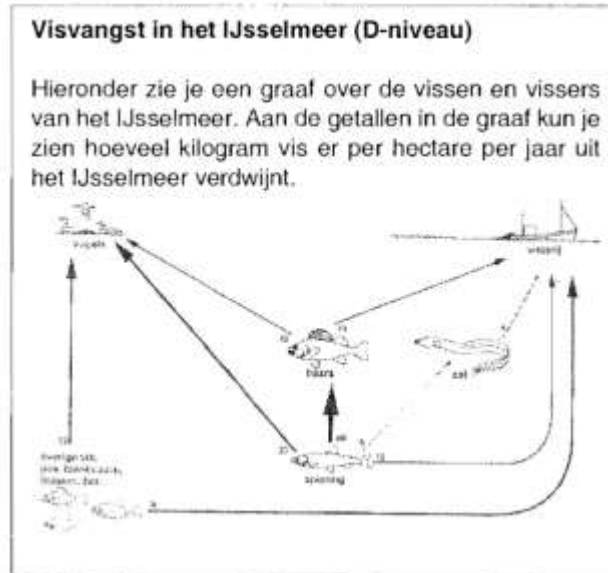 Visvangst in het IJsselmeer (D-niveau)
Hieronder zie je een graaf over de vissen en vissers
van het IJsselmeer. Aan de getallen in de graaf kun je
zien hoeveel kilogram vis er per hectare per jaar uit
het IJsselmeer verdwijnt.
vogels
visserij
baars
aal
spiering